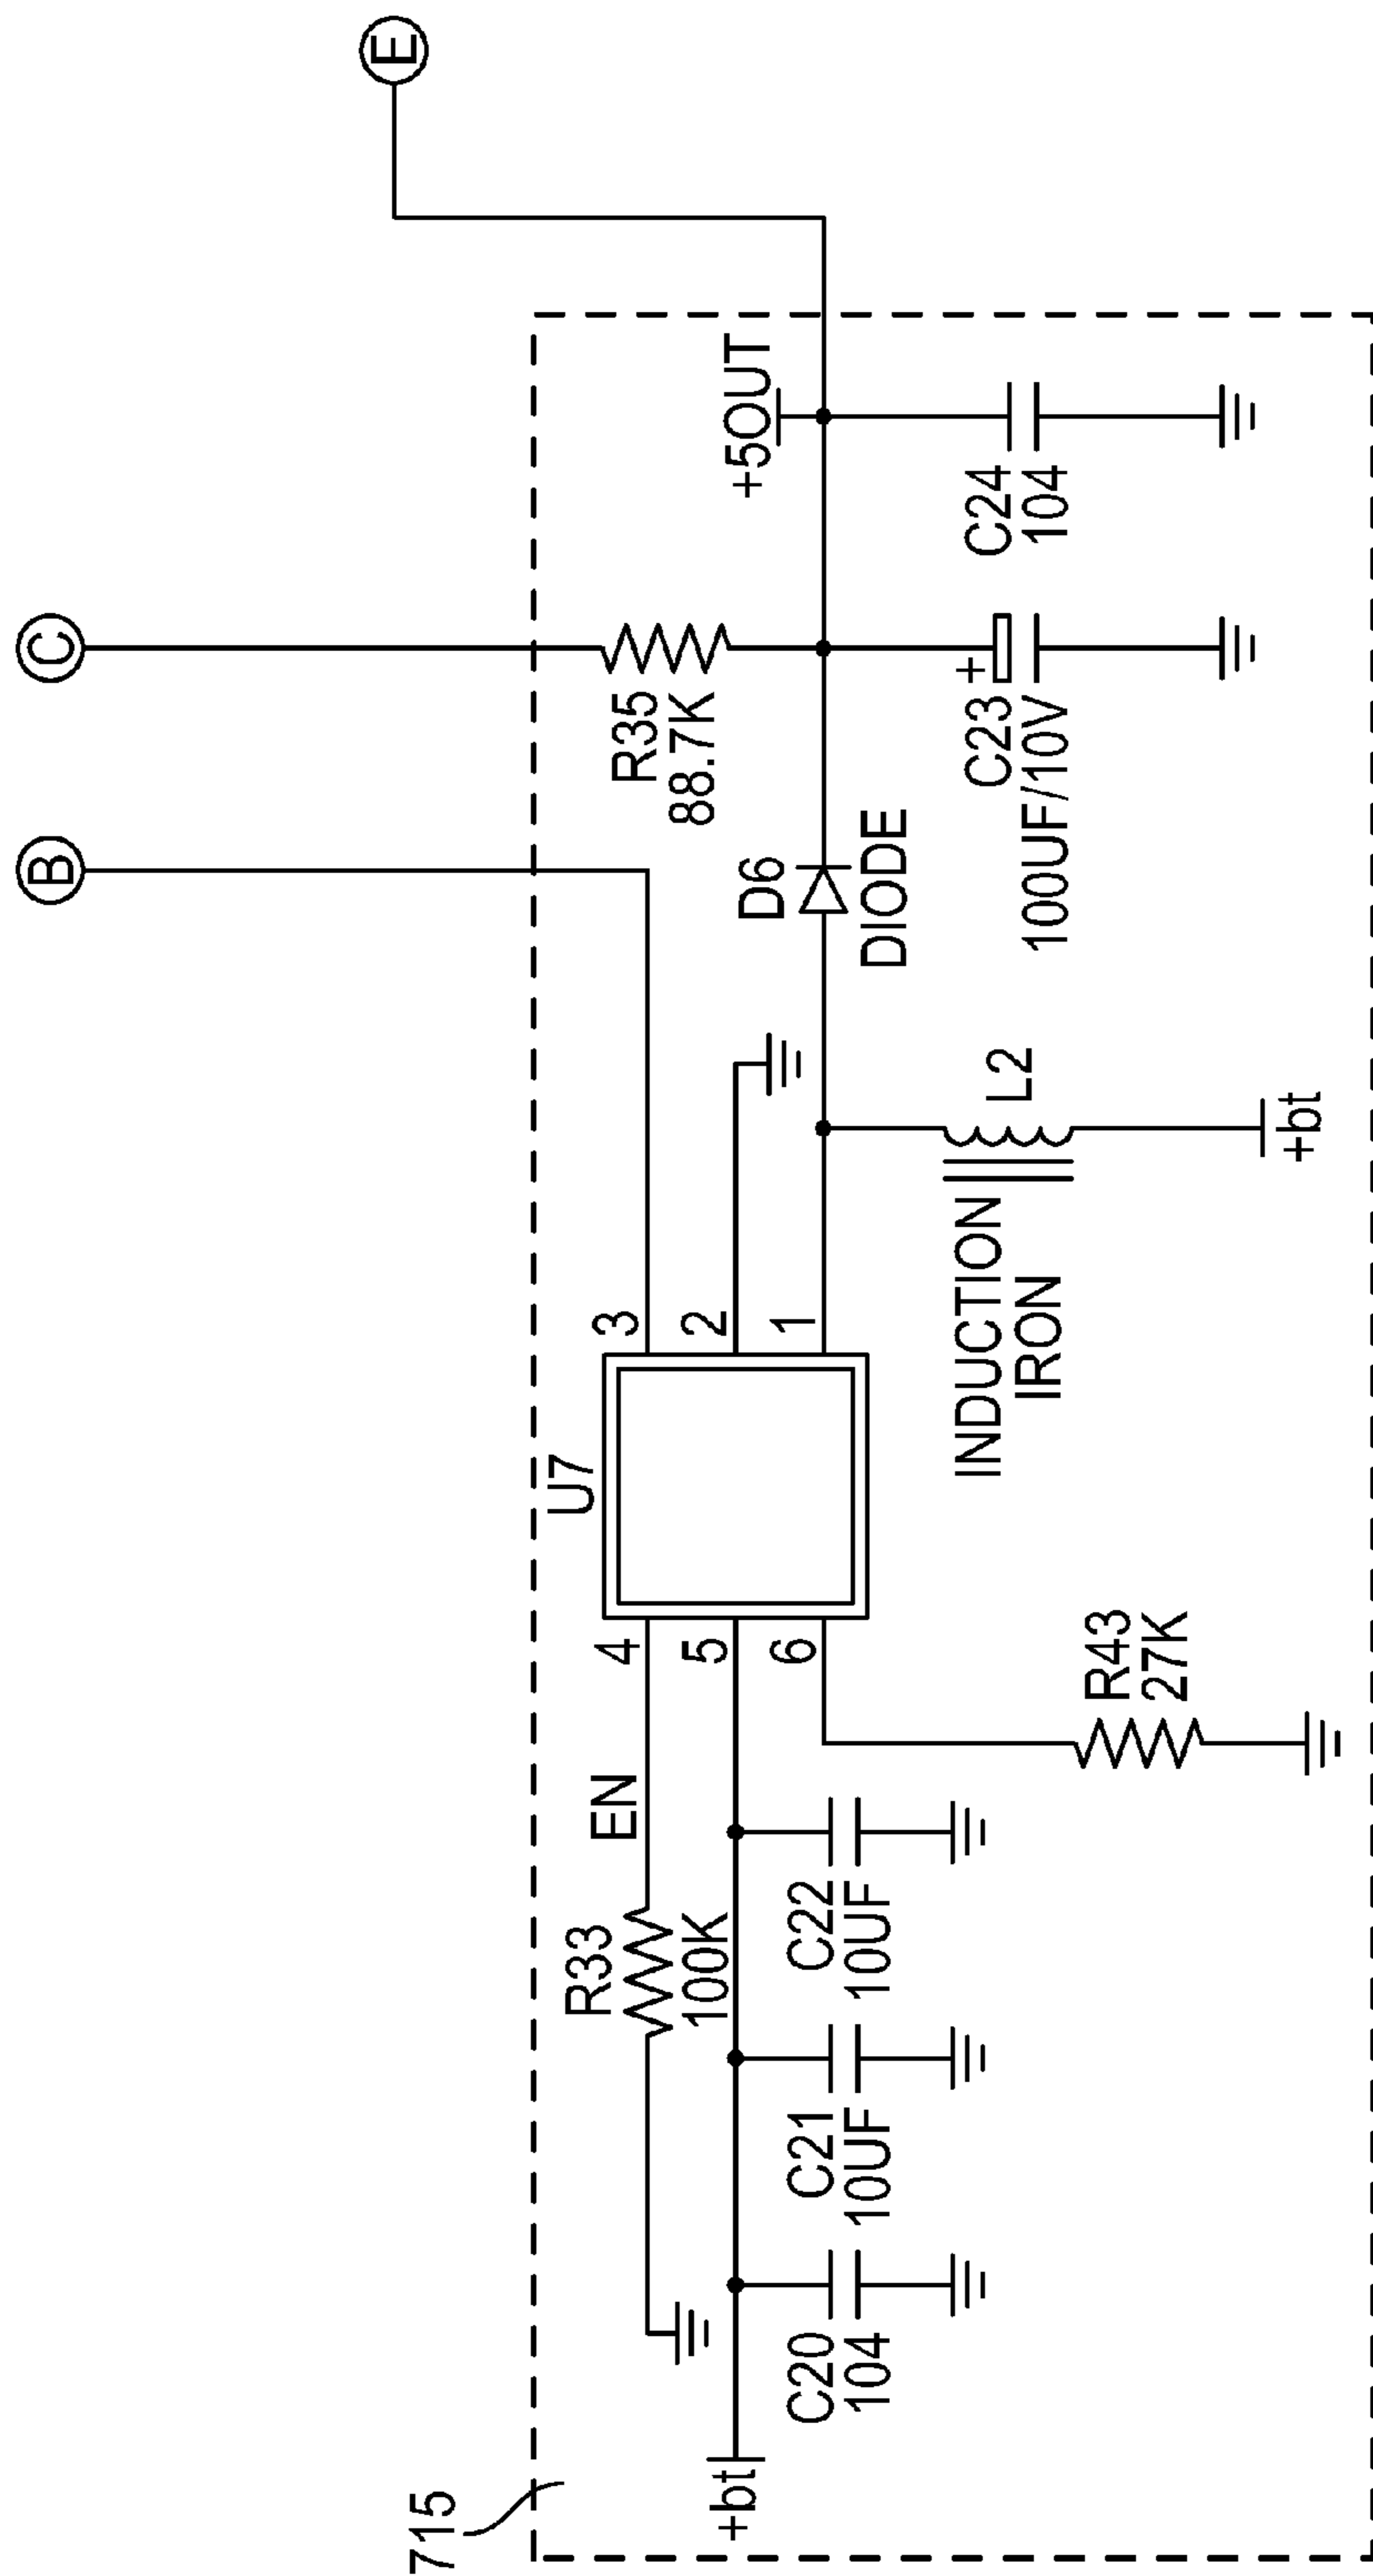 715
B
C
E
+bt
C20
104
C21
10UF
C22
10UF
R33
100K
EN
4
5
6
U7
3
2
1
R43
27K
INDUCTION
IRON
L2
+bt
D6
DIODE
R35
88.7K
C23
+
100UF/10V
+5OUT
C24
104